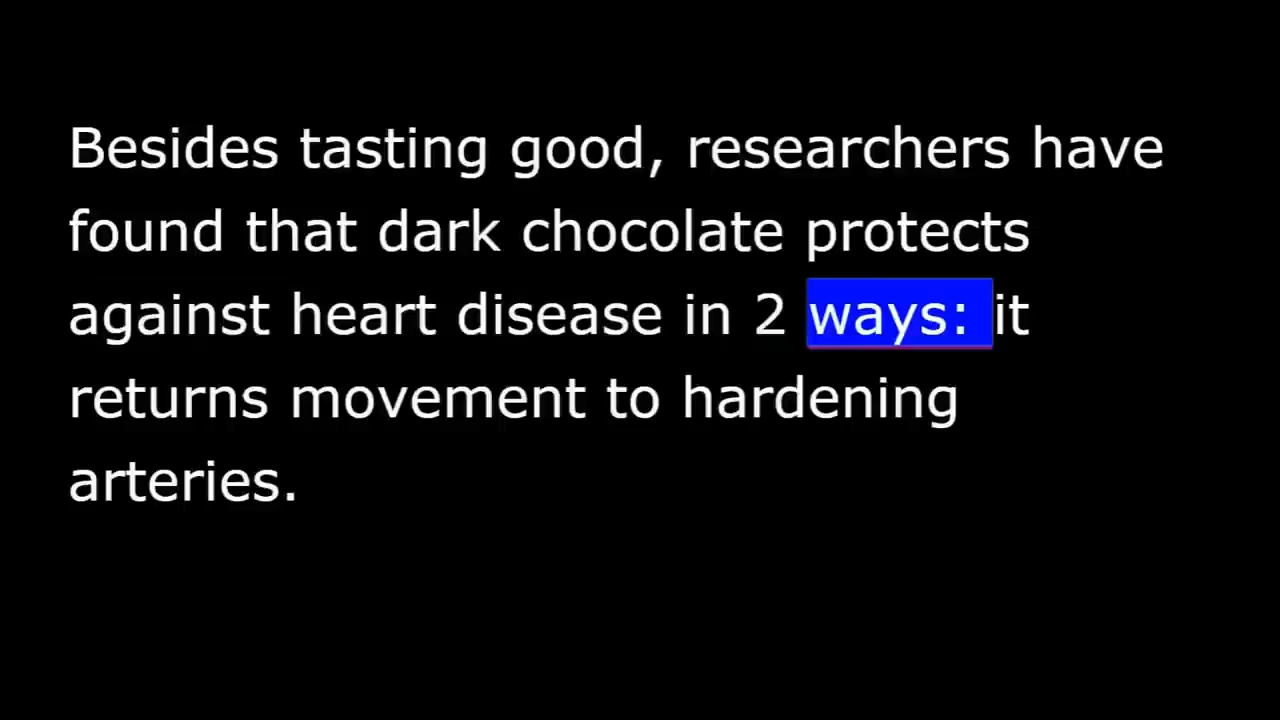 Besides tasting good, researchers have
found that dark chocolate protects
against heart disease in 2 ways: it
returns movement to hardening
arteries.